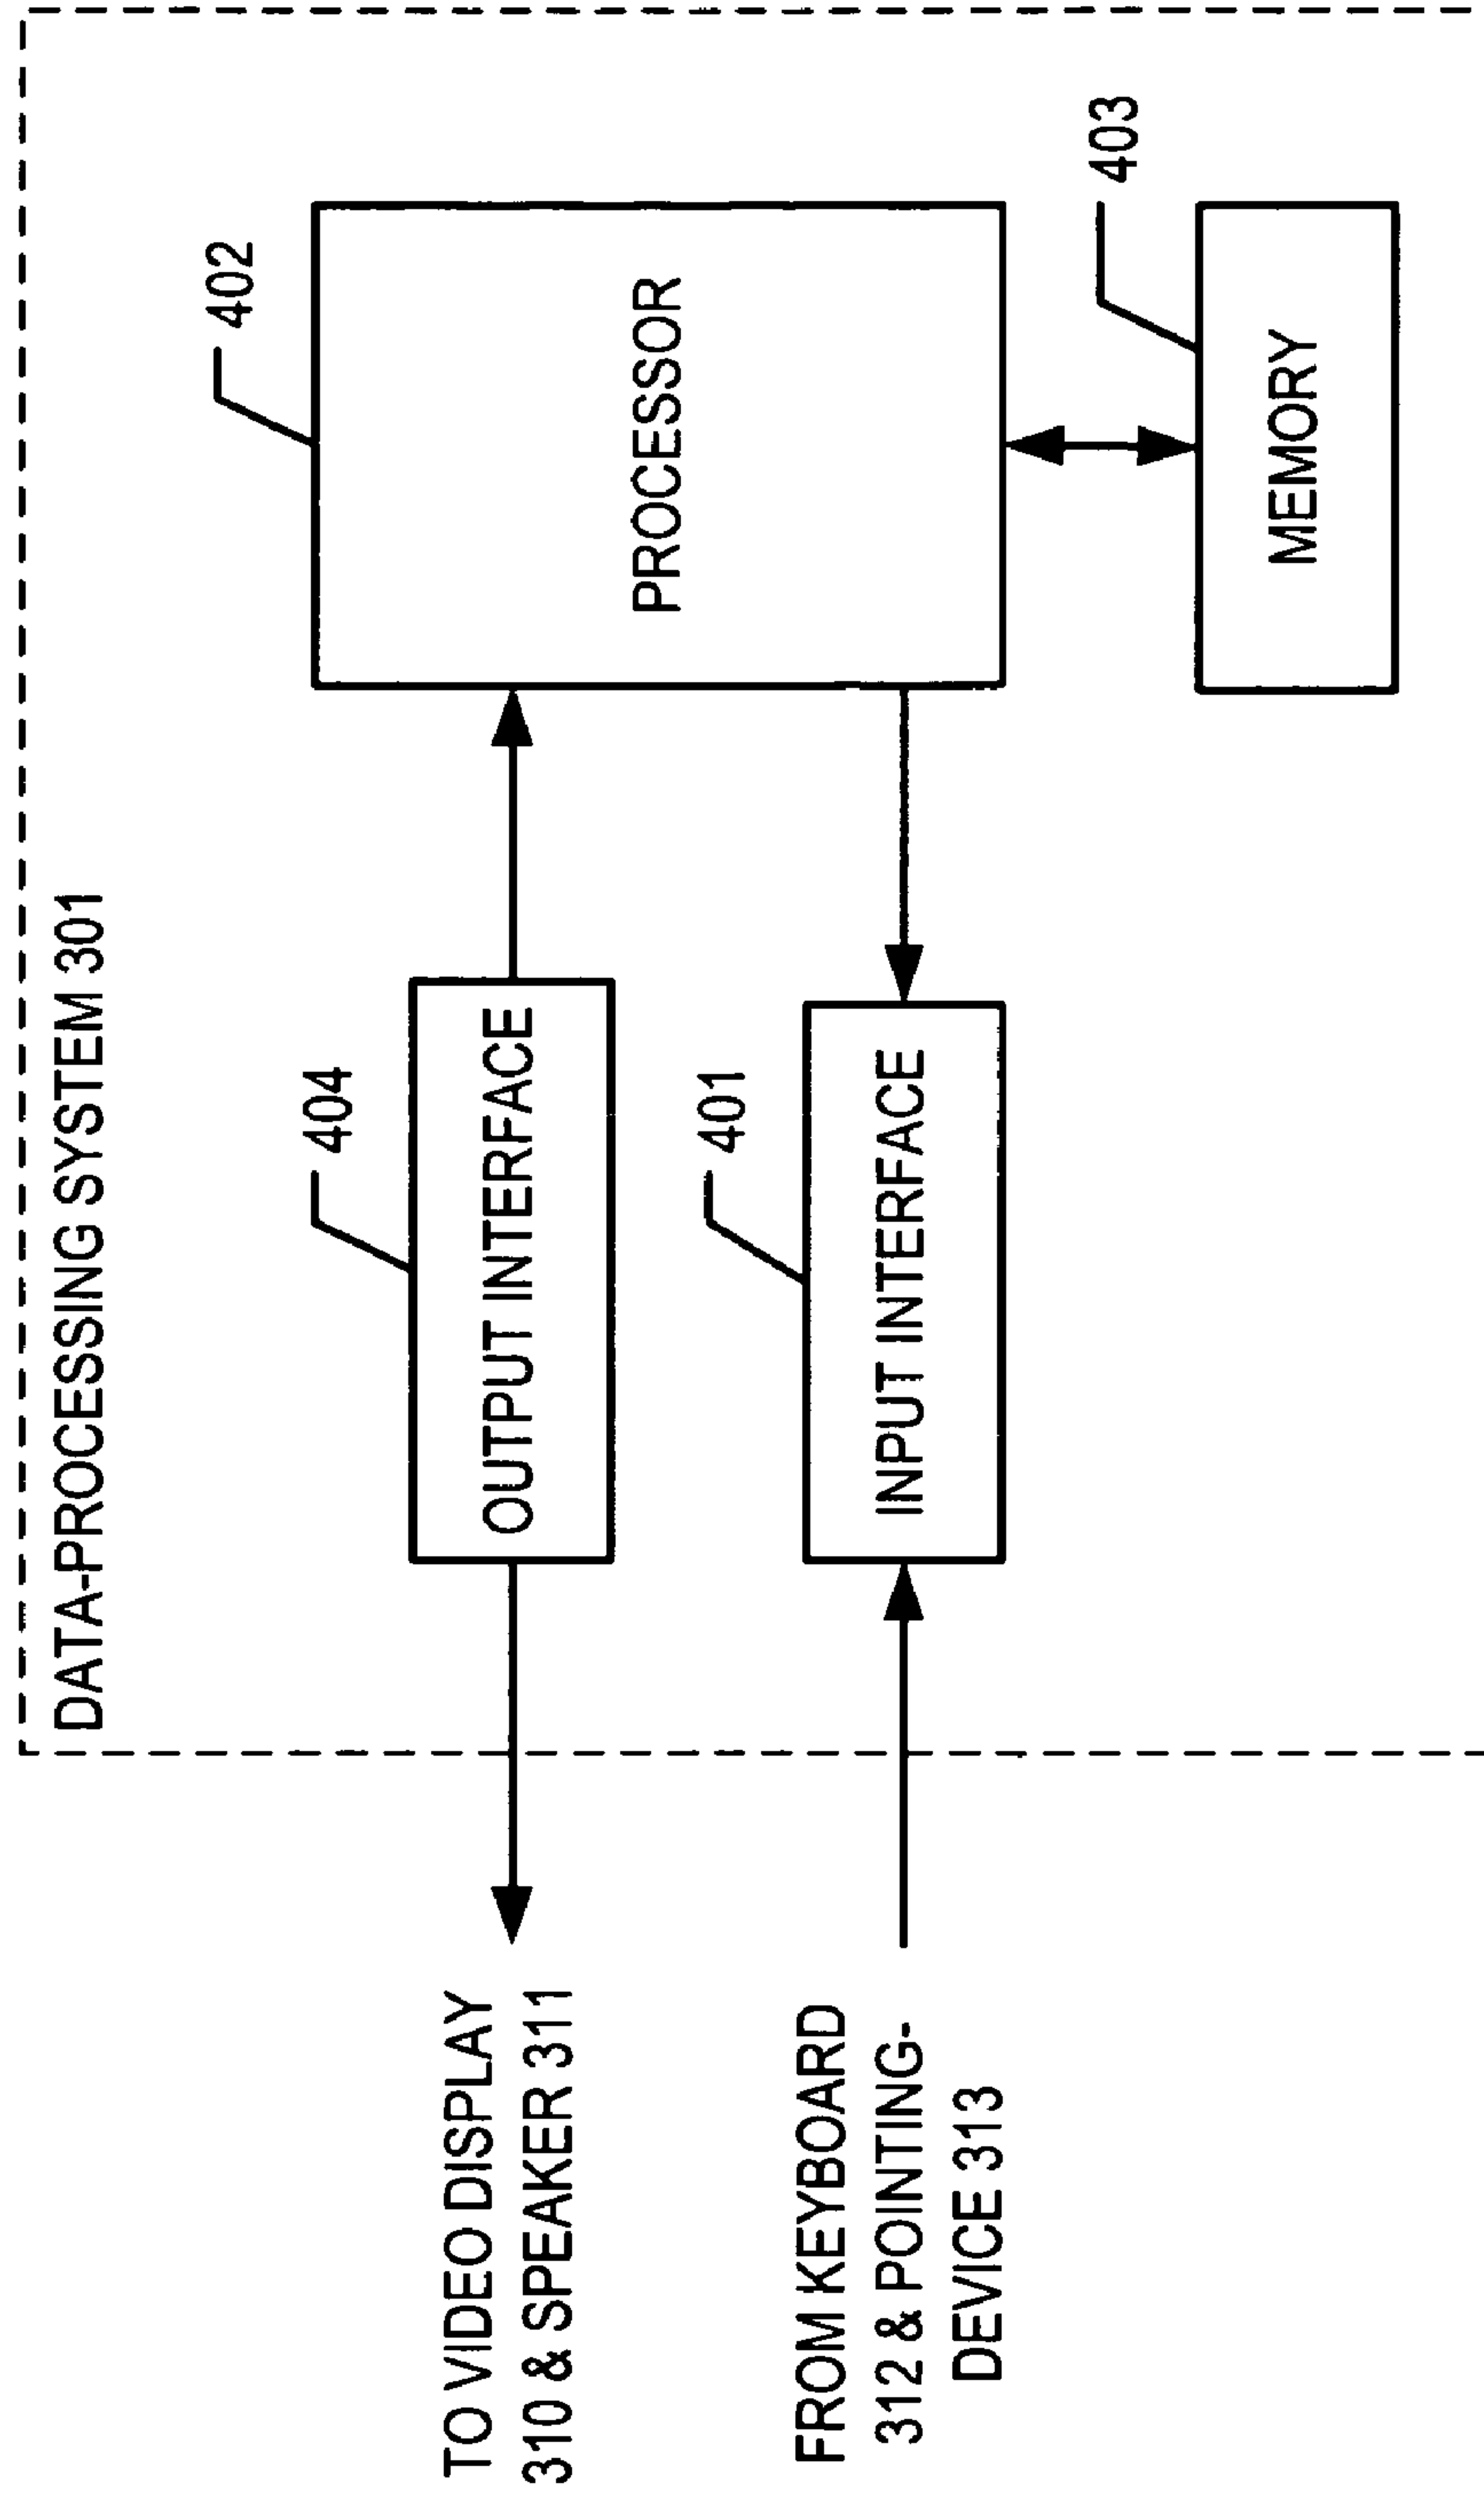 DATA-PROCESSING SYSTEM 301
402
PROCESSOR
404
OUTPUT INTERFACE
TO VIDEO DISPLAY
310 & SPEAKER 311
401
INPUT INTERFACE
FROM KEYBOARD
312 & POINTING-
DEVICE 313
403
MEMORY